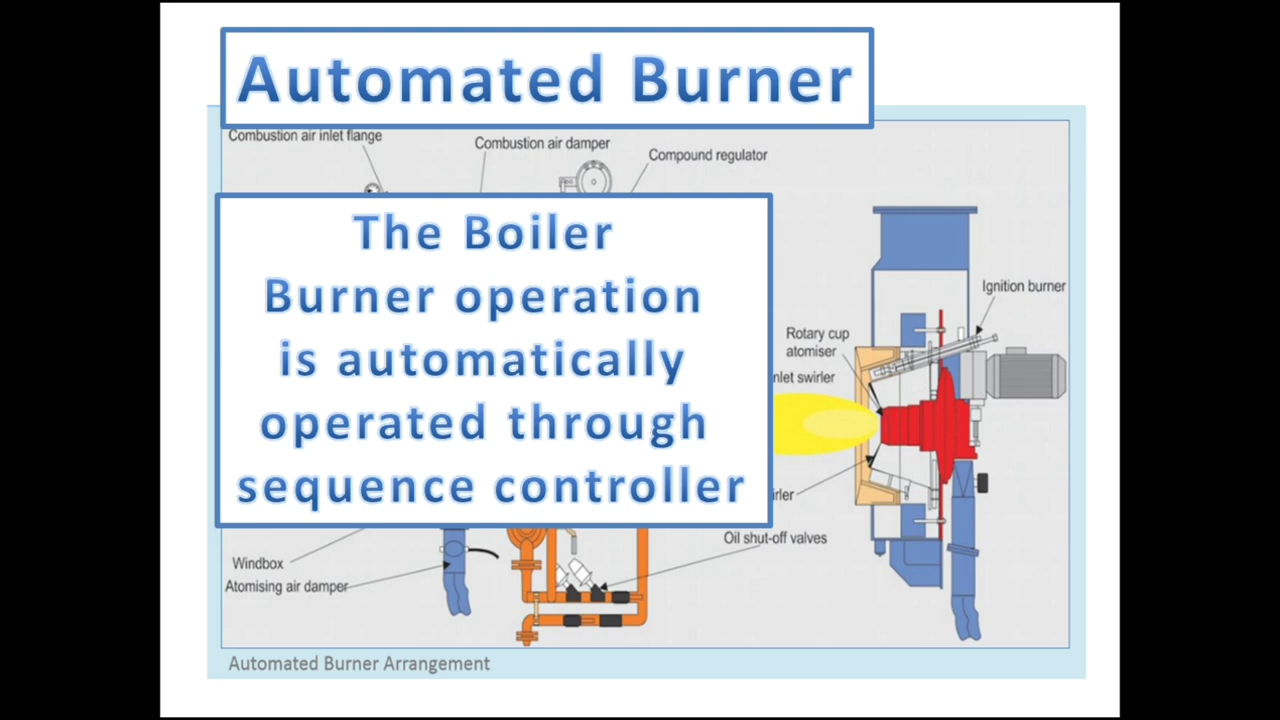 Automated Burner
Combustion air inlet flange
Combustion air damper
Compound regulator
The Boiler
Burner operation
is automatically
operated through
sequence controller
Ignition burner
Rotary cup
atomiser
swirler
Oil shut-off valves
Windbox
Atomising air damper
Automated Burner Arrangement